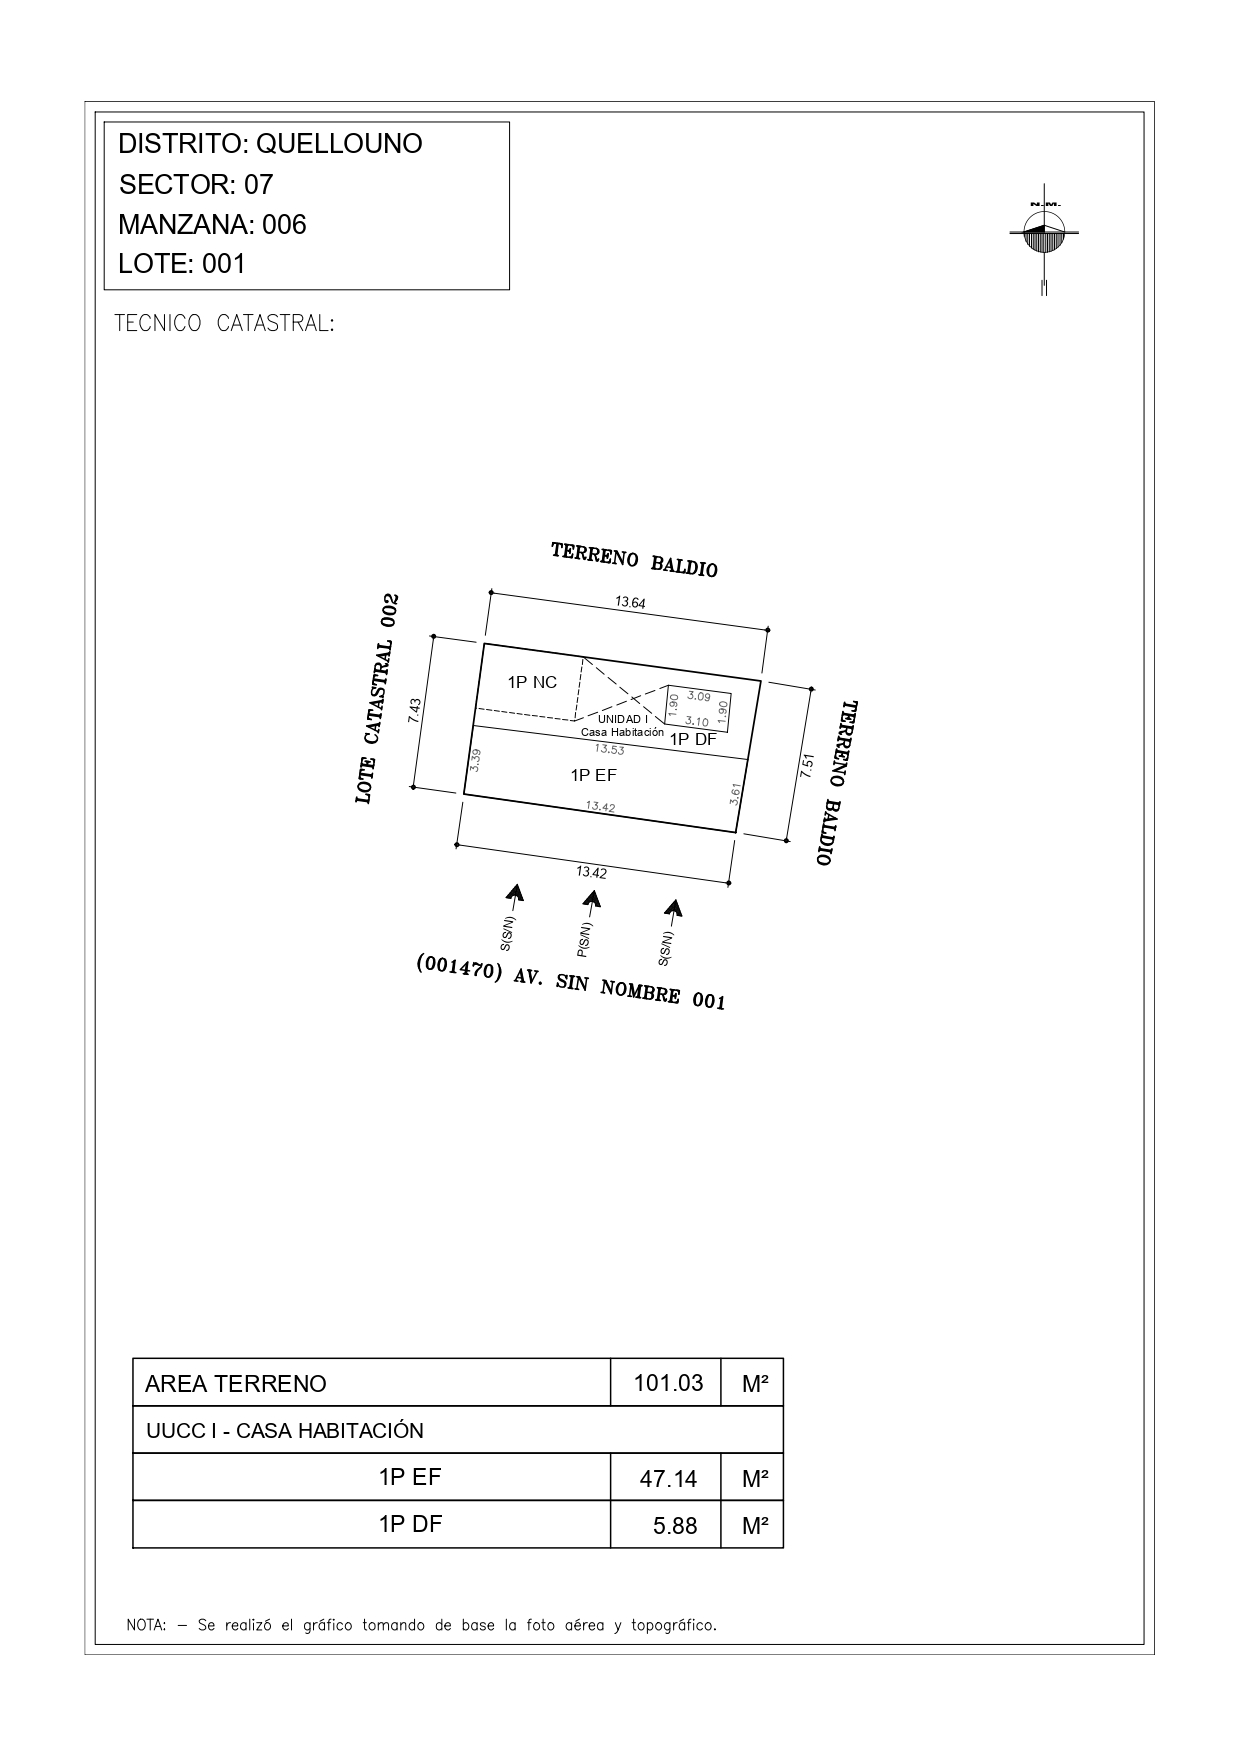 DISTRITO: QUELLOUNO
SECTOR: 07
MANZANA: 006
LOTE: 001
N.M.
TECNICO CATASTRAL:
TERRENO BALDIO
13.64
LOTE CATASTRAL 002
7.43
1P NC
3.09
1.90
1.90
3.10
UNIDAD I
Casa Habitación
1P DF
13.53
3.39
1P EF
3.61
13.42
7.51
TERRENO BALDIO
13.42
S(S/N)
P(S/N)
S(S/N)
(001470) AV. SIN NOMBRE 001
AREA TERRENO 101.03 M²
UUCC I - CASA HABITACIÓN
1P EF 47.14 M²
1P DF 5.88 M²
NOTA: – Se realizó el gráfico tomando de base la foto aérea y topográfico.